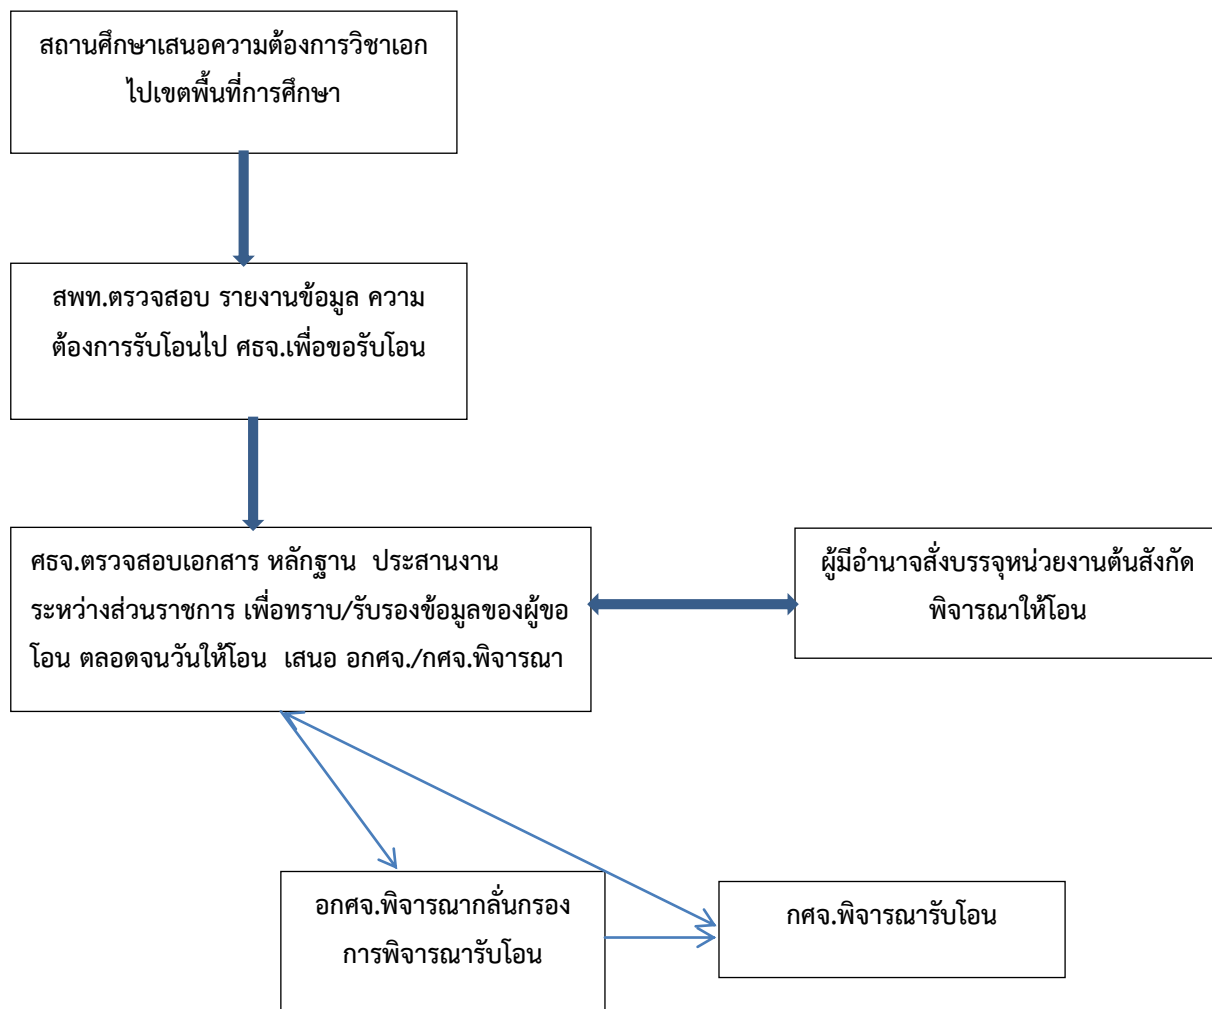 สถานศึกษาเสนอความต้องการวิชาเอก
ไปเขตพื้นที่การศึกษา
สพท.ตรวจสอบ รายงานข้อมูล ความ
ต้องการรับโอนไป ศธจ.เพื่อขอรับโอน
ศธจ.ตรวจสอบเอกสาร หลักฐาน ประสานงาน
ระหว่างส่วนราชการ เพื่อทราบ/รับรองข้อมูลของผู้ขอ
โอน ตลอดจนวันให้โอน เสนอ อกศจ./กศจ.พิจารณา
ผู้มีอำนาจสั่งบรรจุหน่วยงานต้นสังกัด
พิจารณาให้โอน
อกศจ.พิจารณากลั่นกรอง
การพิจารณารับโอน
กศจ.พิจารณารับโอน